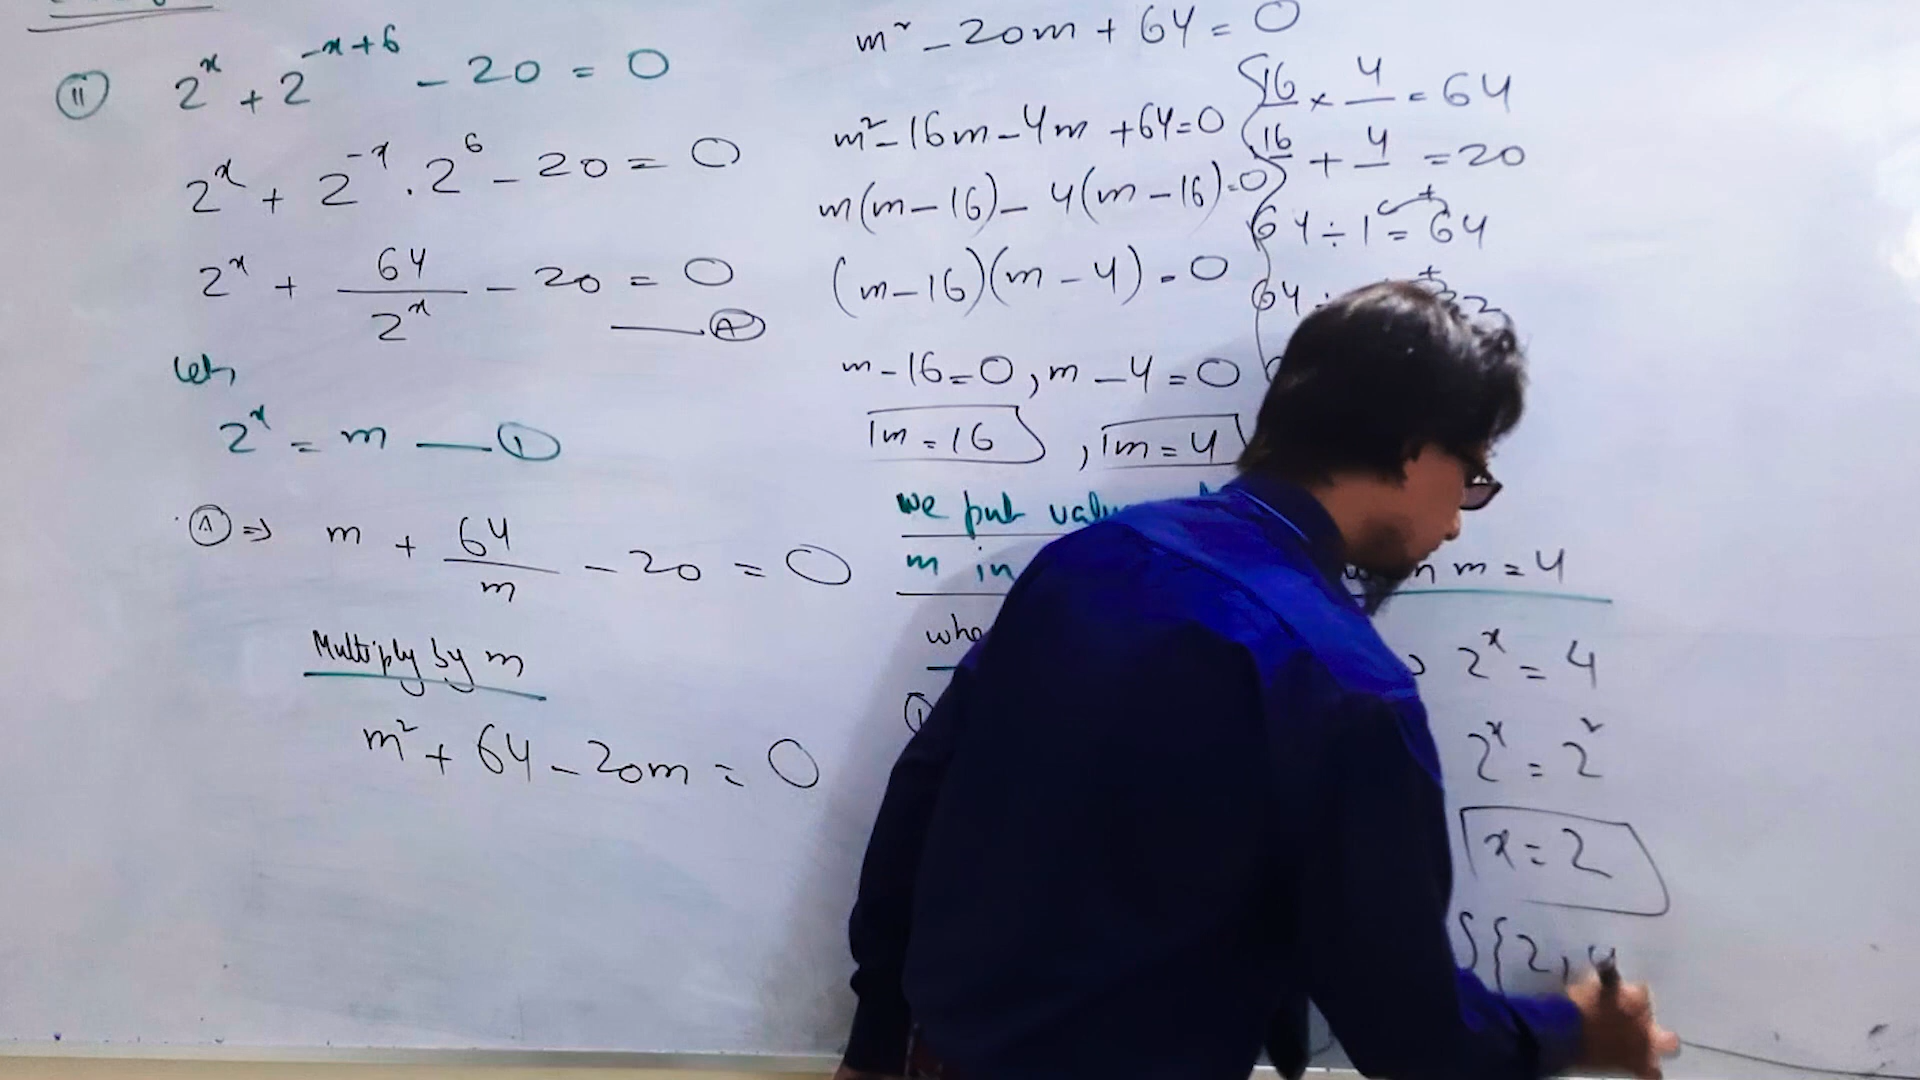 (ii) 2^x + 2^(-x+6) - 20 = 0
2^x + 2^-x . 2^6 - 20 = 0
2^x + 64/2^x - 20 = 0
—(A)
Let,
2^x = m —(1)
(A) ⇒ m + 64/m - 20 = 0
Multiply by m
m² + 64 - 20m = 0
m² - 20m + 64 = 0
m² - 16m - 4m + 64 = 0
m(m - 16) - 4(m - 16) = 0
(m - 16)(m - 4) = 0
m - 16 = 0, m - 4 = 0
m = 16, m = 4
16 × 4 = 64
16 + 4 = 20
64 ÷ 1 = 64
64 ÷
we put
m in
m = 4
2^x = 4
2^x = 2²
x = 2
S{2, 4